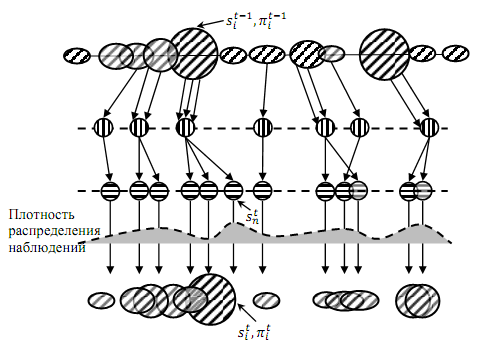 s_i^{t-1}, π_i^{t-1}
s_n^t
Плотность
распределения
наблюдений
s_i^t, π_i^t